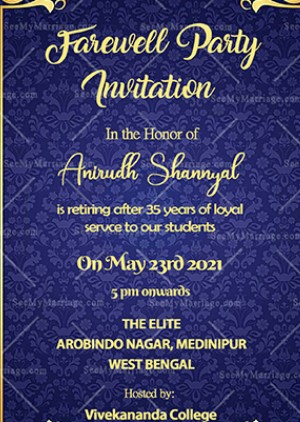 Farewell Party
Invitation
In the Honor of
Anirudh Shannyal
is retiring after 35 years of loyal
servce to our students
On May 23rd 2021
5 pm onwards
THE ELITE
AROBINDO NAGAR, MEDINIPUR
WEST BENGAL
Hosted by:
Vivekananda College
SeeMyMarriage.com